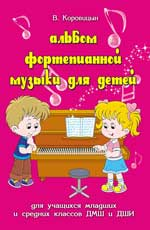 В. Коровицын
альбом
фортепианной
музыки для детей
для учащихся младших
и средних классов ДМШ и ДШИ